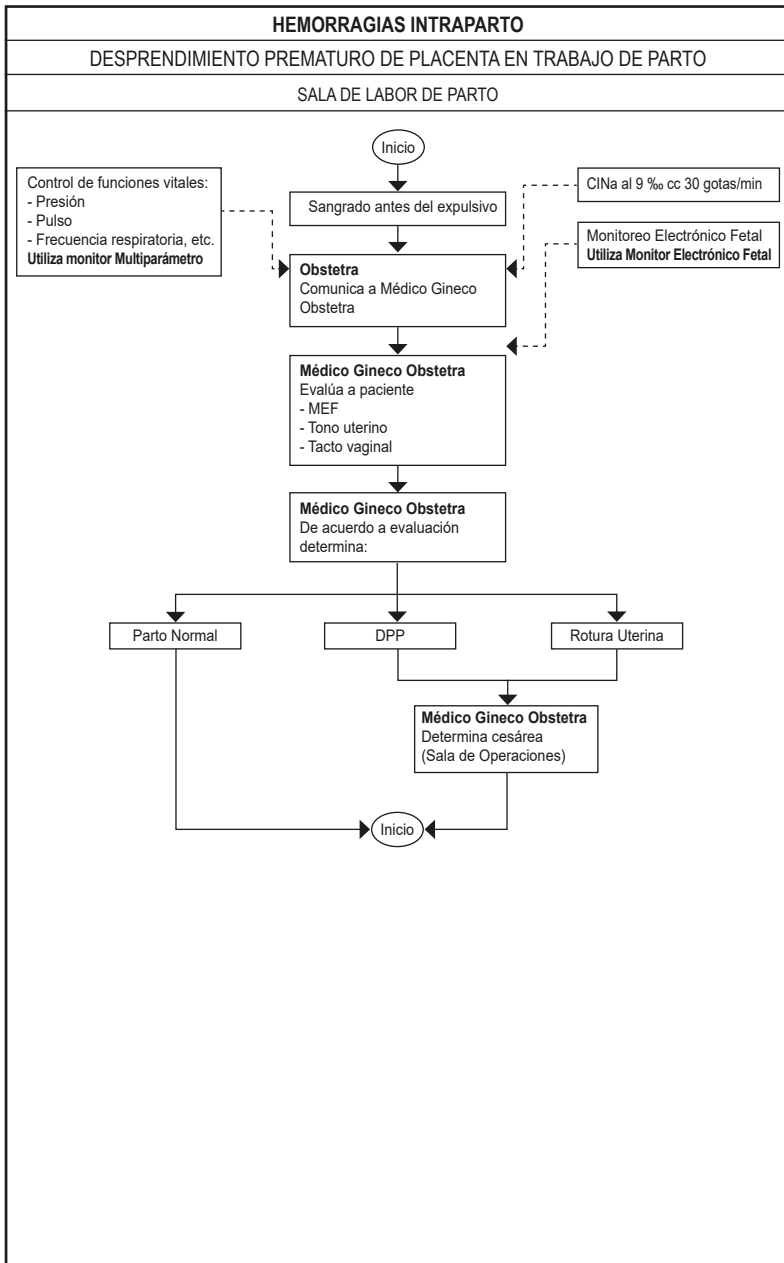 HEMORRAGIAS INTRAPARTO
DESPRENDIMIENTO PREMATURO DE PLACENTA EN TRABAJO DE PARTO
SALA DE LABOR DE PARTO
Inicio
Control de funciones vitales:
- Presión
- Pulso
- Frecuencia respiratoria, etc.
Utiliza monitor Multiparámetro
Sangrado antes del expulsivo
CINa al 9 ‰ cc 30 gotas/min
Monitoreo Electrónico Fetal
Utiliza Monitor Electrónico Fetal
Obstetra
Comunica a Médico Gineco
Obstetra
Médico Gineco Obstetra
Evalúa a paciente
- MEF
- Tono uterino
- Tacto vaginal
Médico Gineco Obstetra
De acuerdo a evaluación
determina:
Parto Normal
DPP
Rotura Uterina
Médico Gineco Obstetra
Determina cesárea
(Sala de Operaciones)
Inicio